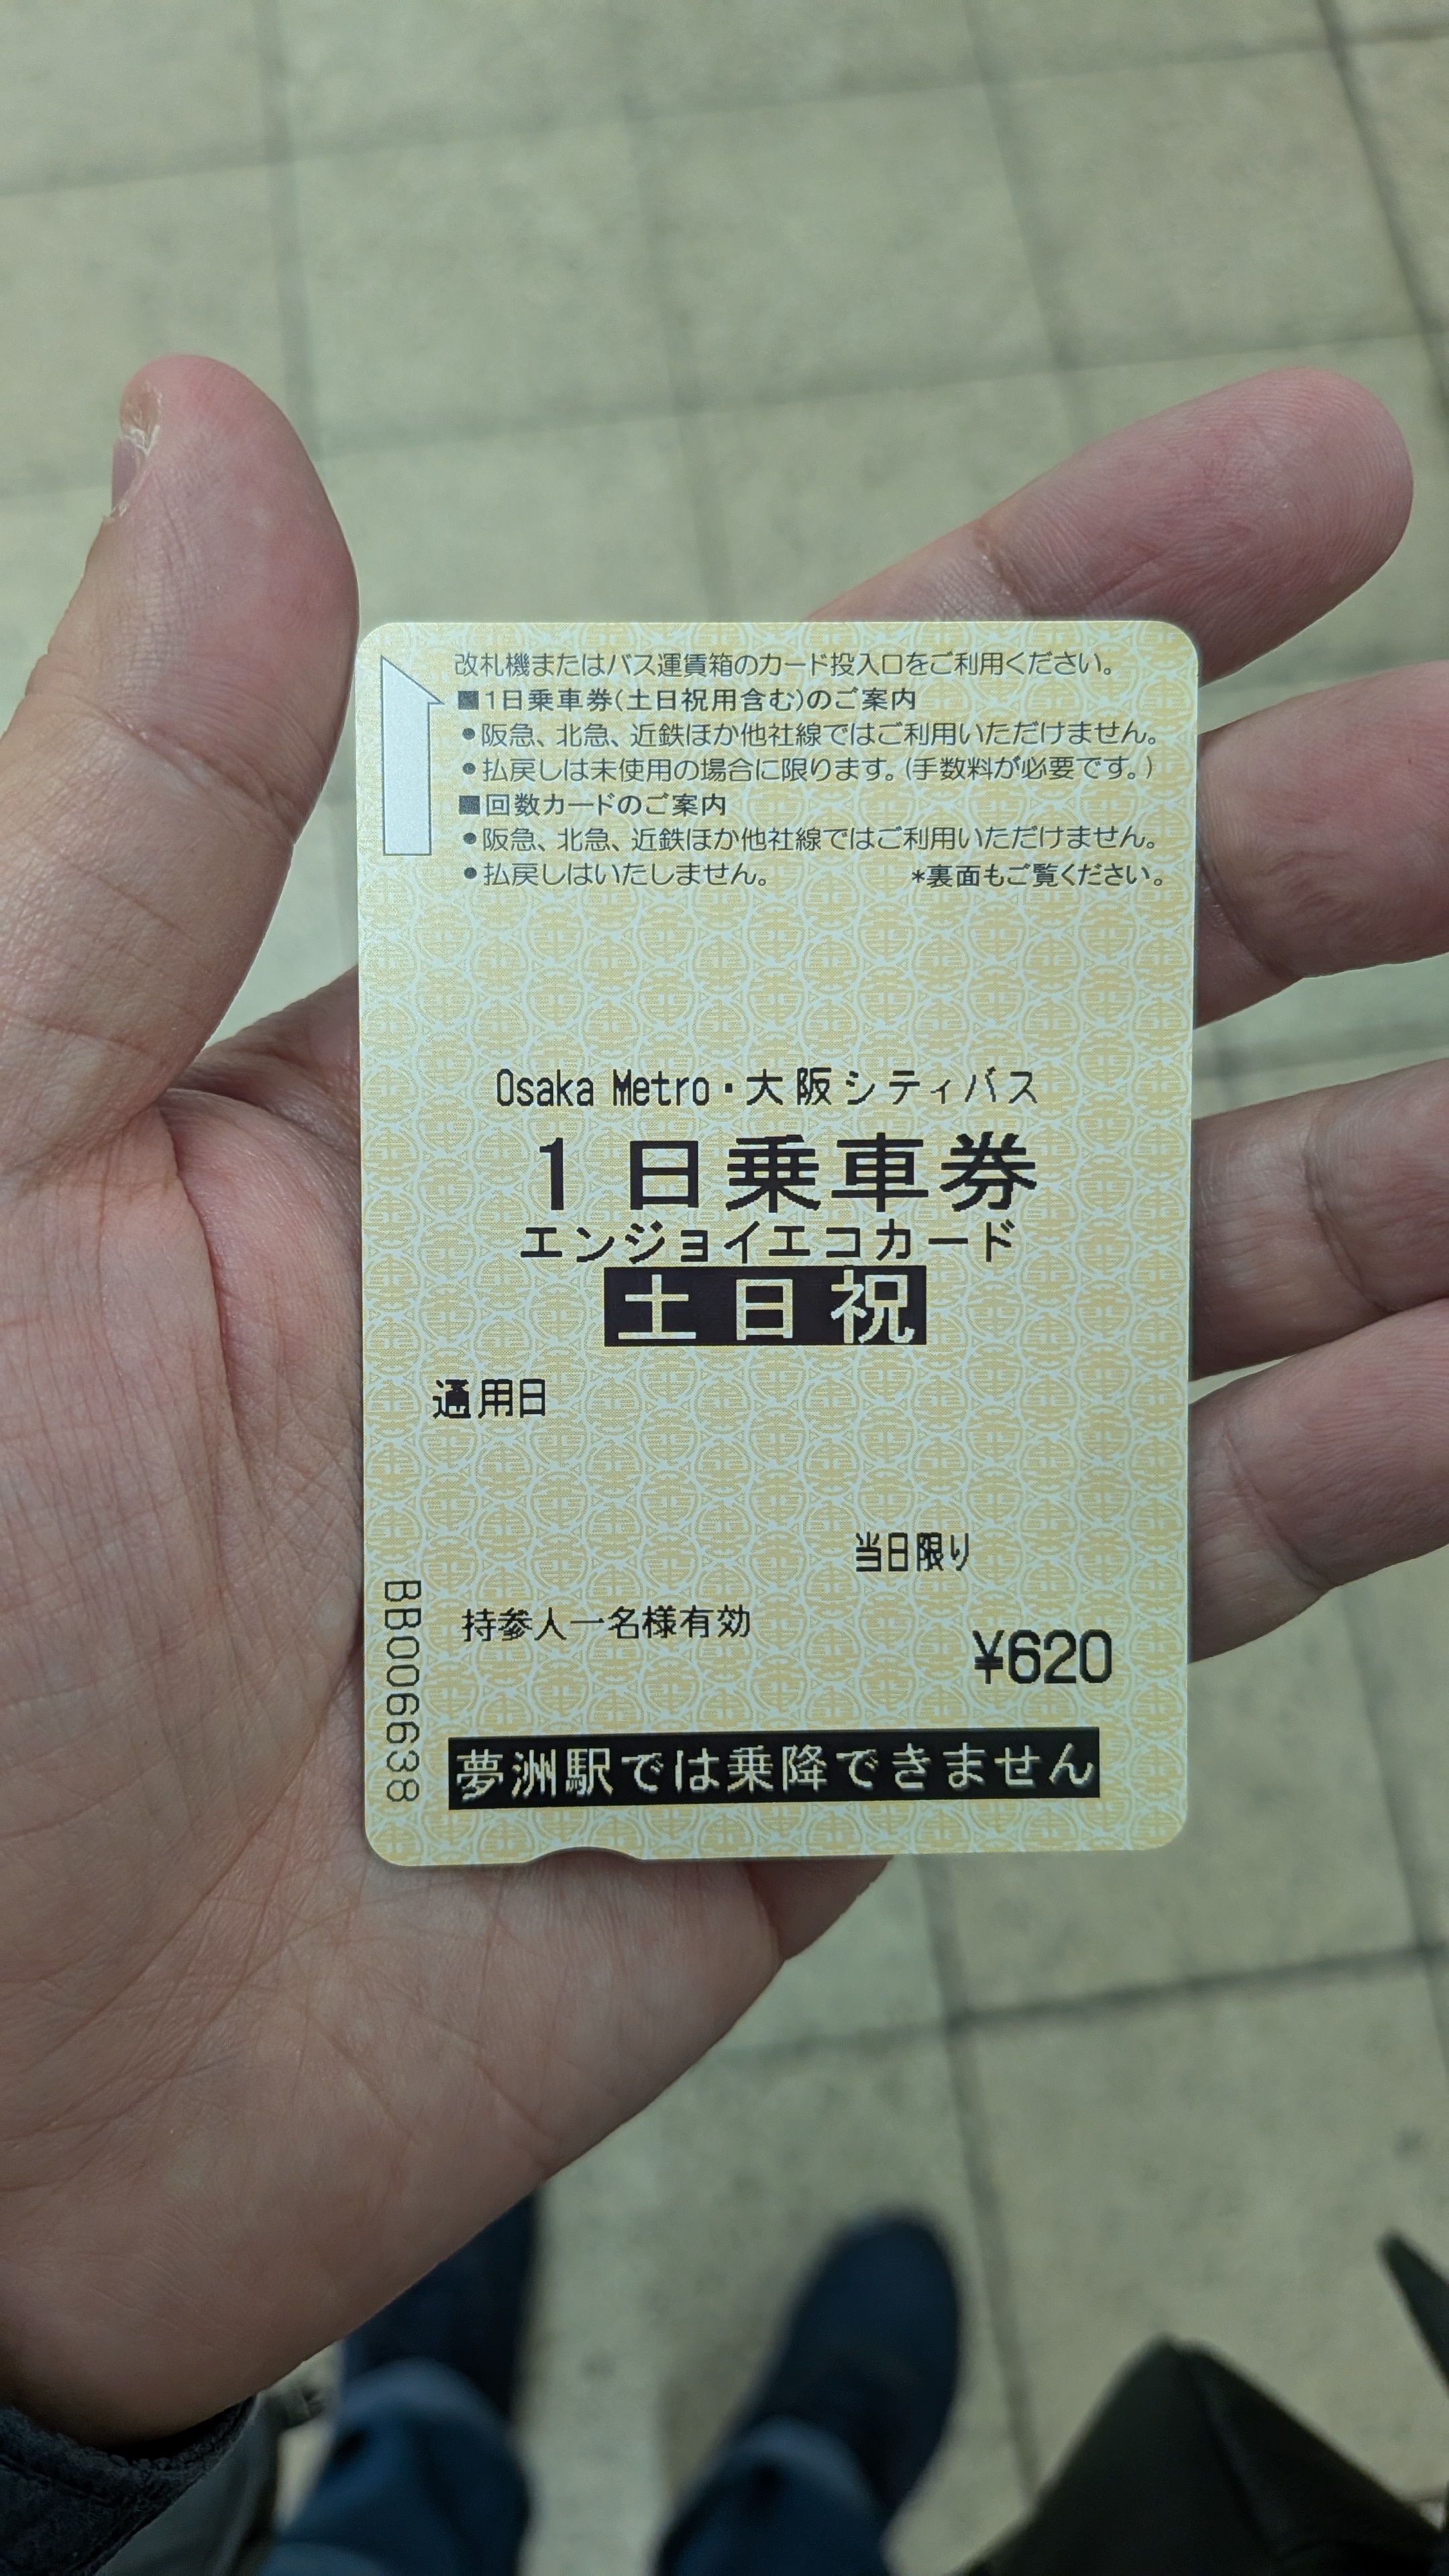 改札機またはバス運賃箱のカード投入口をご利用ください。
■1日乗車券(土日祝用含む)のご案内
●阪急、北急、近鉄ほか他社線ではご利用いただけません。
●払戻しは未使用の場合に限ります。(手数料が必要です。)
■回数カードのご案内
●阪急、北急、近鉄ほか他社線ではご利用いただけません。
●払戻しはいたしません。 *裏面もご覧ください。
Osaka Metro・大阪シティバス
1日乗車券
エンジョイエコカード
土日祝
通用日
当日限り
持参人一名様有効
¥620
BB006638
夢洲駅では乗降できません